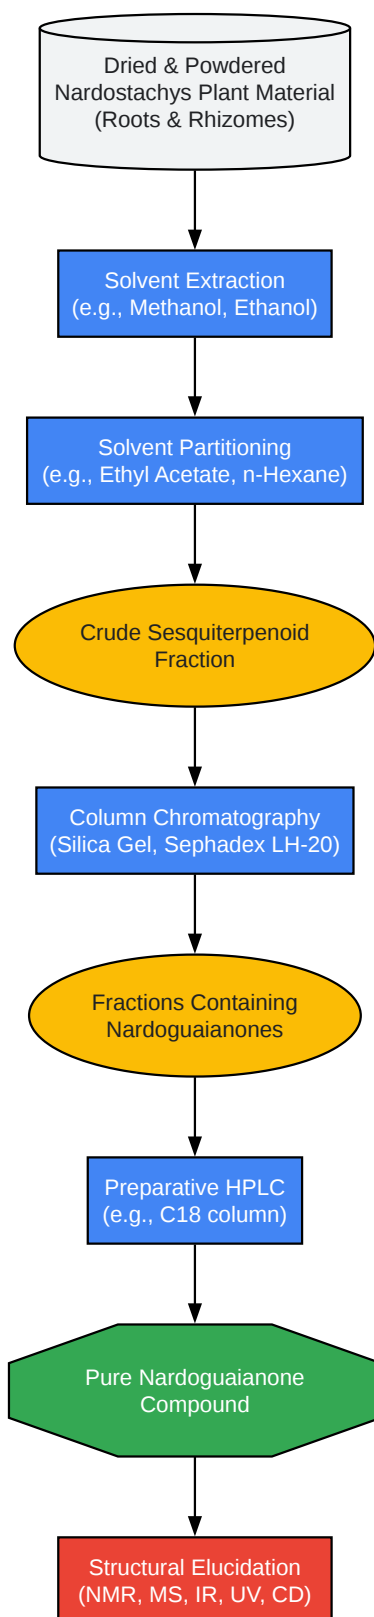 Dried & Powdered
Nardostachys Plant Material
(Roots & Rhizomes)
Solvent Extraction
(e.g., Methanol, Ethanol)
Solvent Partitioning
(e.g., Ethyl Acetate, n-Hexane)
Crude Sesquiterpenoid
Fraction
Column Chromatography
(Silica Gel, Sephadex LH-20)
Fractions Containing
Nardoguaianones
Preparative HPLC
(e.g., C18 column)
Pure Nardoguaianone
Compound
Structural Elucidation
(NMR, MS, IR, UV, CD)